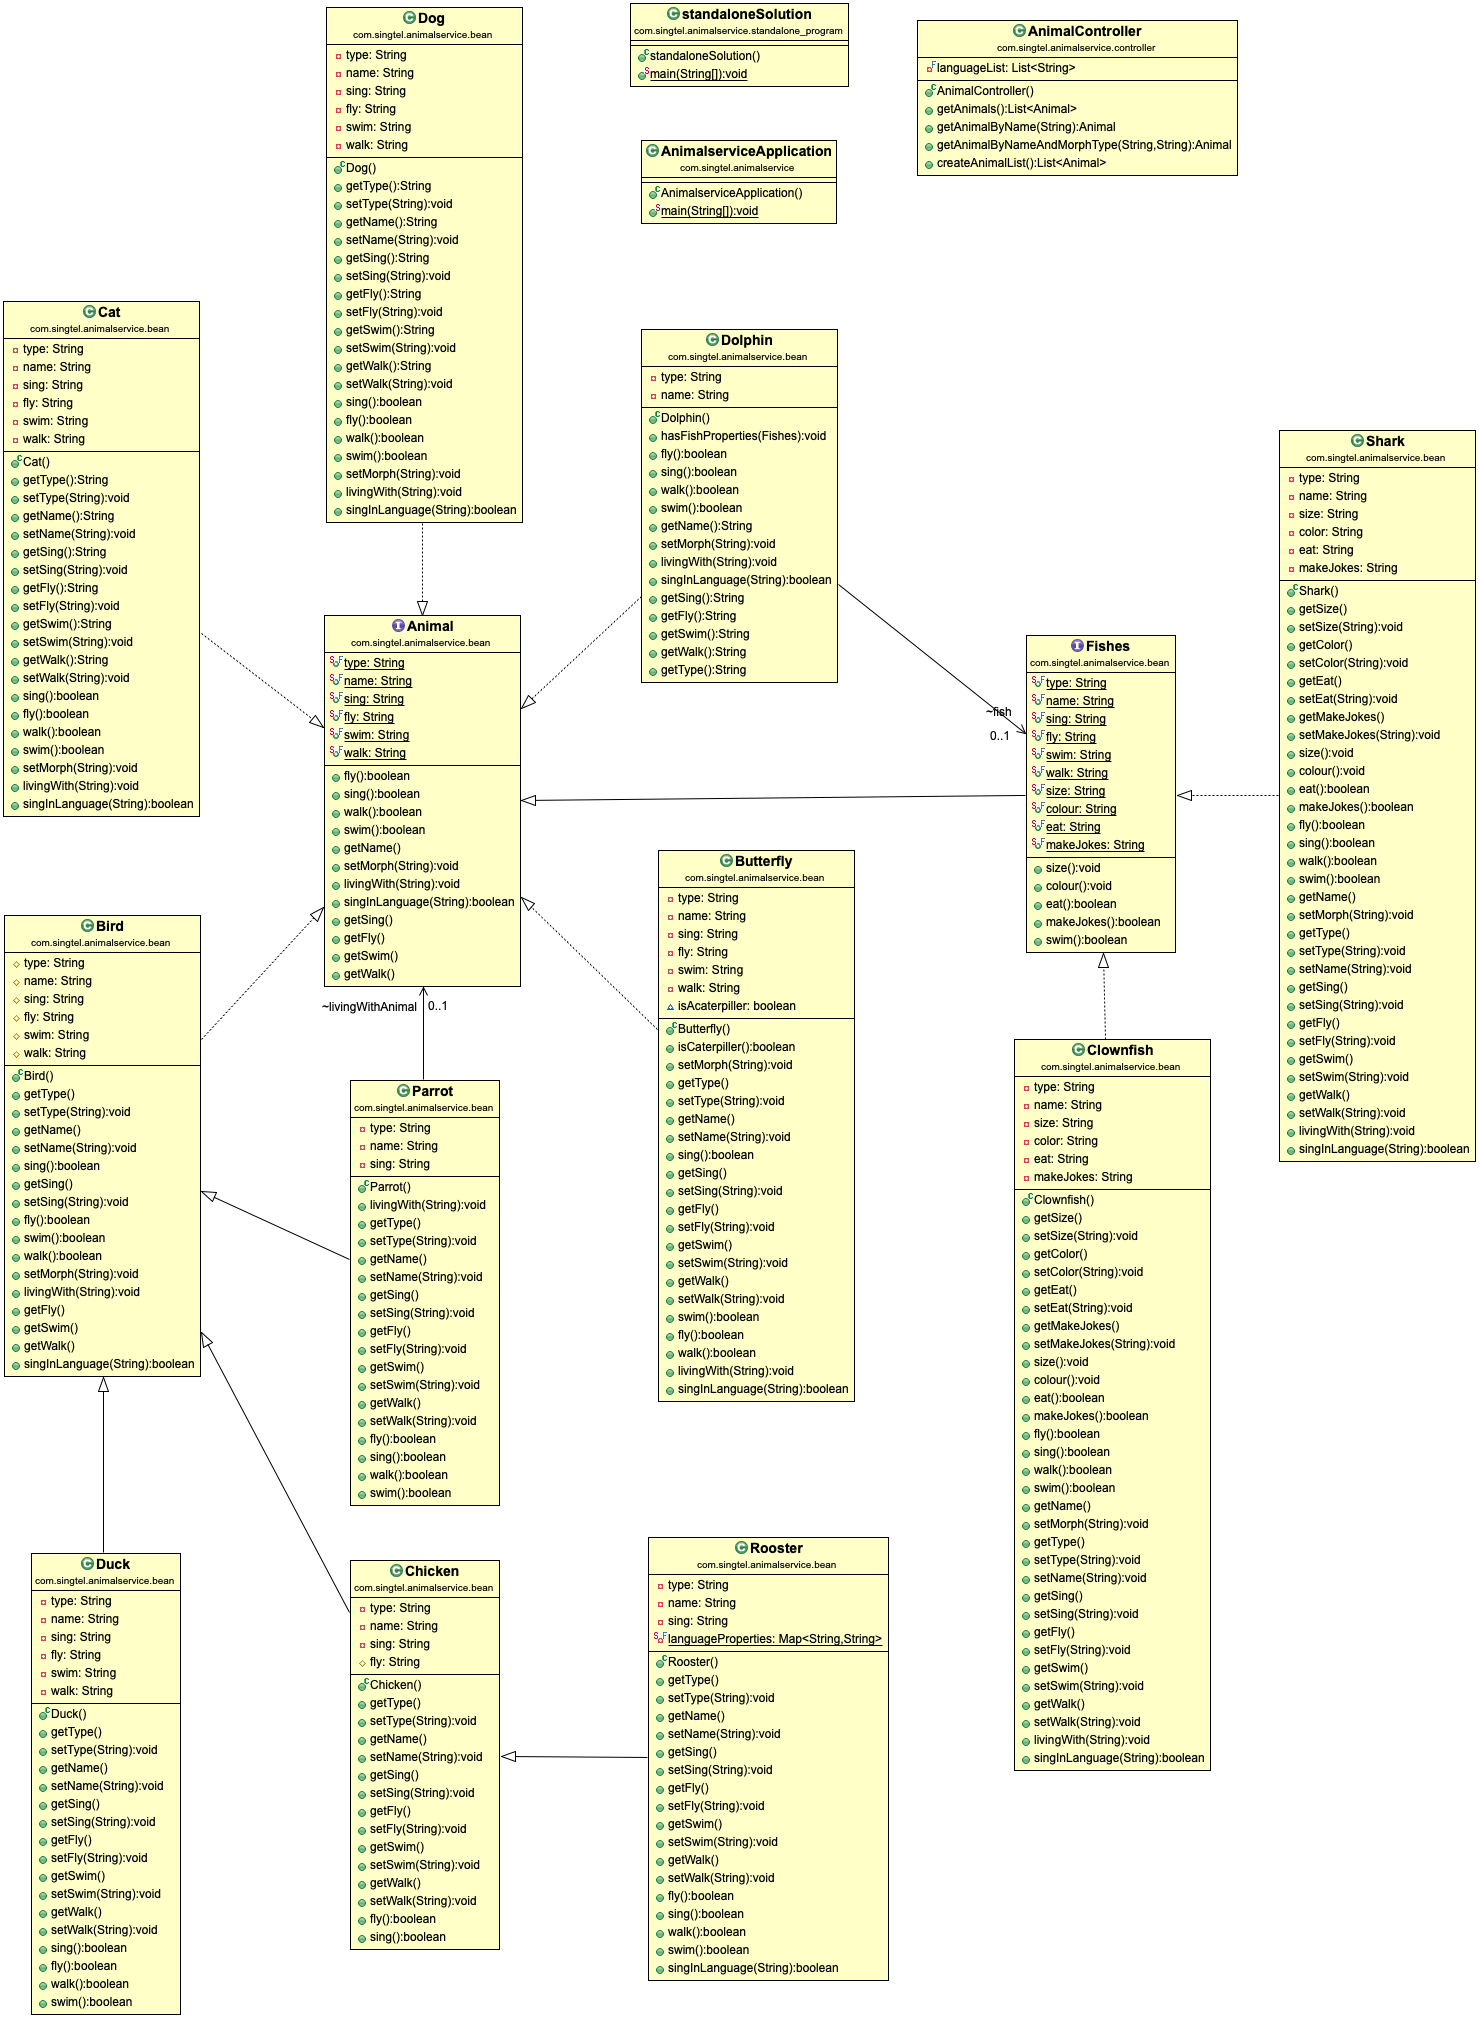 Dog
com.singtel.animalservice.bean
type: String
name: String
sing: String
fly: String
swim: String
walk: String
Dog()
getType():String
setType(String):void
getName():String
setName(String):void
getSing():String
setSing(String):void
getFly():String
setFly(String):void
getSwim():String
setSwim(String):void
getWalk():String
setWalk(String):void
sing():boolean
fly():boolean
walk():boolean
swim():boolean
setMorph(String):void
livingWith(String):void
singInLanguage(String):boolean
standaloneSolution
com.singtel.animalservice.standalone_program
standaloneSolution()
main(String[]):void
AnimalController
com.singtel.animalservice.controller
languageList: List<String>
AnimalController()
getAnimals():List<Animal>
getAnimalByName(String):Animal
getAnimalByNameAndMorphType(String,String):Animal
createAnimalList():List<Animal>
AnimalserviceApplication
com.singtel.animalservice
AnimalserviceApplication()
main(String[]):void
Cat
com.singtel.animalservice.bean
type: String
name: String
sing: String
fly: String
swim: String
walk: String
Cat()
getType():String
setType(String):void
getName():String
setName(String):void
getSing():String
setSing(String):void
getFly():String
setFly(String):void
getSwim():String
setSwim(String):void
getWalk():String
setWalk(String):void
sing():boolean
fly():boolean
walk():boolean
swim():boolean
setMorph(String):void
livingWith(String):void
singInLanguage(String):boolean
Dolphin
com.singtel.animalservice.bean
type: String
name: String
Dolphin()
hasFishProperties(Fishes):void
fly():boolean
sing():boolean
walk():boolean
swim():boolean
getName():String
setMorph(String):void
livingWith(String):void
singInLanguage(String):boolean
getSing():String
getFly():String
getSwim():String
getWalk():String
getType():String
Shark
com.singtel.animalservice.bean
type: String
name: String
size: String
color: String
eat: String
makeJokes: String
Shark()
getSize()
setSize(String):void
getColor()
setColor(String):void
getEat()
setEat(String):void
getMakeJokes()
setMakeJokes(String):void
size():void
colour():void
eat():boolean
makeJokes():boolean
fly():boolean
sing():boolean
walk():boolean
swim():boolean
getName()
setMorph(String):void
getType()
setType(String):void
setName(String):void
getSing()
setSing(String):void
getFly()
setFly(String):void
getSwim()
setSwim(String):void
getWalk()
setWalk(String):void
livingWith(String):void
singInLanguage(String):boolean
Animal
com.singtel.animalservice.bean
type: String
name: String
sing: String
fly: String
swim: String
walk: String
fly():boolean
sing():boolean
walk():boolean
swim():boolean
getName()
setMorph(String):void
livingWith(String):void
singInLanguage(String):boolean
getSing()
getFly()
getSwim()
getWalk()
~fish
0..1
Fishes
com.singtel.animalservice.bean
type: String
name: String
sing: String
fly: String
swim: String
walk: String
size: String
colour: String
eat: String
makeJokes: String
size():void
colour():void
eat():boolean
makeJokes():boolean
swim():boolean
Butterfly
com.singtel.animalservice.bean
type: String
name: String
sing: String
fly: String
swim: String
walk: String
isAcaterpiller: boolean
Butterfly()
isCaterpiller():boolean
setMorph(String):void
getType()
setType(String):void
getName()
setName(String):void
sing():boolean
getSing()
setSing(String):void
getFly()
setFly(String):void
getSwim()
setSwim(String):void
getWalk()
setWalk(String):void
swim():boolean
fly():boolean
walk():boolean
livingWith(String):void
singInLanguage(String):boolean
Bird
com.singtel.animalservice.bean
type: String
name: String
sing: String
fly: String
swim: String
walk: String
Bird()
getType()
setType(String):void
getName()
setName(String):void
sing():boolean
getSing()
setSing(String):void
fly():boolean
swim():boolean
walk():boolean
setMorph(String):void
livingWith(String):void
getFly()
getSwim()
getWalk()
singInLanguage(String):boolean
~livingWithAnimal
0..1
Parrot
com.singtel.animalservice.bean
type: String
name: String
sing: String
Parrot()
livingWith(String):void
getType()
setType(String):void
getName()
setName(String):void
getSing()
setSing(String):void
getFly()
setFly(String):void
getSwim()
setSwim(String):void
getWalk()
setWalk(String):void
fly():boolean
sing():boolean
walk():boolean
swim():boolean
Clownfish
com.singtel.animalservice.bean
type: String
name: String
size: String
color: String
eat: String
makeJokes: String
Clownfish()
getSize()
setSize(String):void
getColor()
setColor(String):void
getEat()
setEat(String):void
getMakeJokes()
setMakeJokes(String):void
size():void
colour():void
eat():boolean
makeJokes():boolean
fly():boolean
sing():boolean
walk():boolean
swim():boolean
getName()
setMorph(String):void
getType()
setType(String):void
setName(String):void
getSing()
setSing(String):void
getFly()
setFly(String):void
getSwim()
setSwim(String):void
getWalk()
setWalk(String):void
livingWith(String):void
singInLanguage(String):boolean
Duck
com.singtel.animalservice.bean
type: String
name: String
sing: String
fly: String
swim: String
walk: String
Duck()
getType()
setType(String):void
getName()
setName(String):void
getSing()
setSing(String):void
getFly()
setFly(String):void
getSwim()
setSwim(String):void
getWalk()
setWalk(String):void
sing():boolean
fly():boolean
walk():boolean
swim():boolean
Chicken
com.singtel.animalservice.bean
type: String
name: String
sing: String
fly: String
Chicken()
getType()
setType(String):void
getName()
setName(String):void
getSing()
setSing(String):void
getFly()
setFly(String):void
getSwim()
setSwim(String):void
getWalk()
setWalk(String):void
fly():boolean
sing():boolean
Rooster
com.singtel.animalservice.bean
type: String
name: String
sing: String
languageProperties: Map<String,String>
Rooster()
getType()
setType(String):void
getName()
setName(String):void
getSing()
setSing(String):void
getFly()
setFly(String):void
getSwim()
setSwim(String):void
getWalk()
setWalk(String):void
fly():boolean
sing():boolean
walk():boolean
swim():boolean
singInLanguage(String):boolean